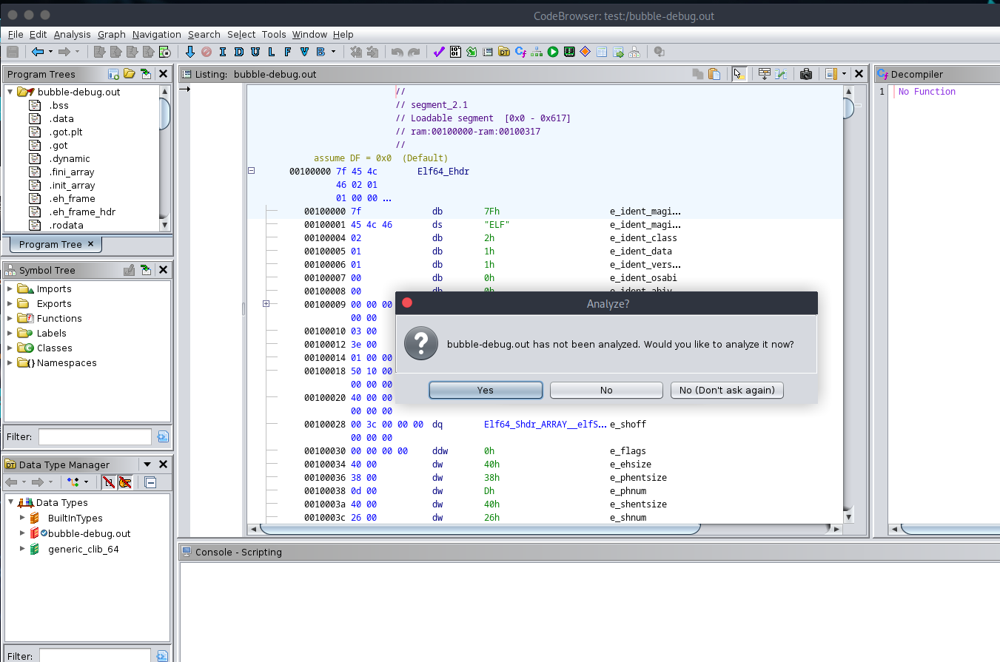 CodeBrowser: test:/bubble-debug.out
File Edit Analysis Graph Navigation Search Select Tools Window Help
I D U L F V B
Program Trees
bubble-debug.out
.bss
.data
.got.plt
.got
.dynamic
.fini_array
.init_array
.eh_frame
.eh_frame_hdr
.rodata
Program Tree ×
Symbol Tree
Imports
Exports
Functions
Labels
Classes
Namespaces
Filter:
Data Type Manager
Data Types
BuiltInTypes
bubble-debug.out
generic_clib_64
Filter:
Listing: bubble-debug.out
//
// segment_2.1
// Loadable segment [0x0 - 0x617]
// ram:00100000-ram:00100317
//
assume DF = 0x0 (Default)
00100000 7f 45 4c Elf64_Ehdr
46 02 01
01 00 00 ...
00100000 7f db 7Fh e_ident_magi...
00100001 45 4c 46 ds "ELF" e_ident_magi...
00100004 02 db 2h e_ident_class
00100005 01 db 1h e_ident_data
00100006 01 db 1h e_ident_vers...
00100007 00 db 0h e_ident_osabi
00100008 00 db 0h e_ident_abiv
00100009 00 00 00
00 00
00100010 03 00
00100012 3e 00
00100014 01 00 00
00100018 50 10 00
00 00 00
00100020 40 00 00
00 00 00
00100028 00 3c 00 00 00 dq Elf64_Shdr_ARRAY__elfS... e_shoff
00 00 00
00100030 00 00 00 00 ddw 0h e_flags
00100034 40 00 dw 40h e_ehsize
00100036 38 00 dw 38h e_phentsize
00100038 0d 00 dw Dh e_phnum
0010003a 40 00 dw 40h e_shentsize
0010003c 26 00 dw 26h e_shnum
Analyze?
bubble-debug.out has not been analyzed. Would you like to analyze it now?
Yes No No (Don't ask again)
Decompiler
1 No Function
Console - Scripting